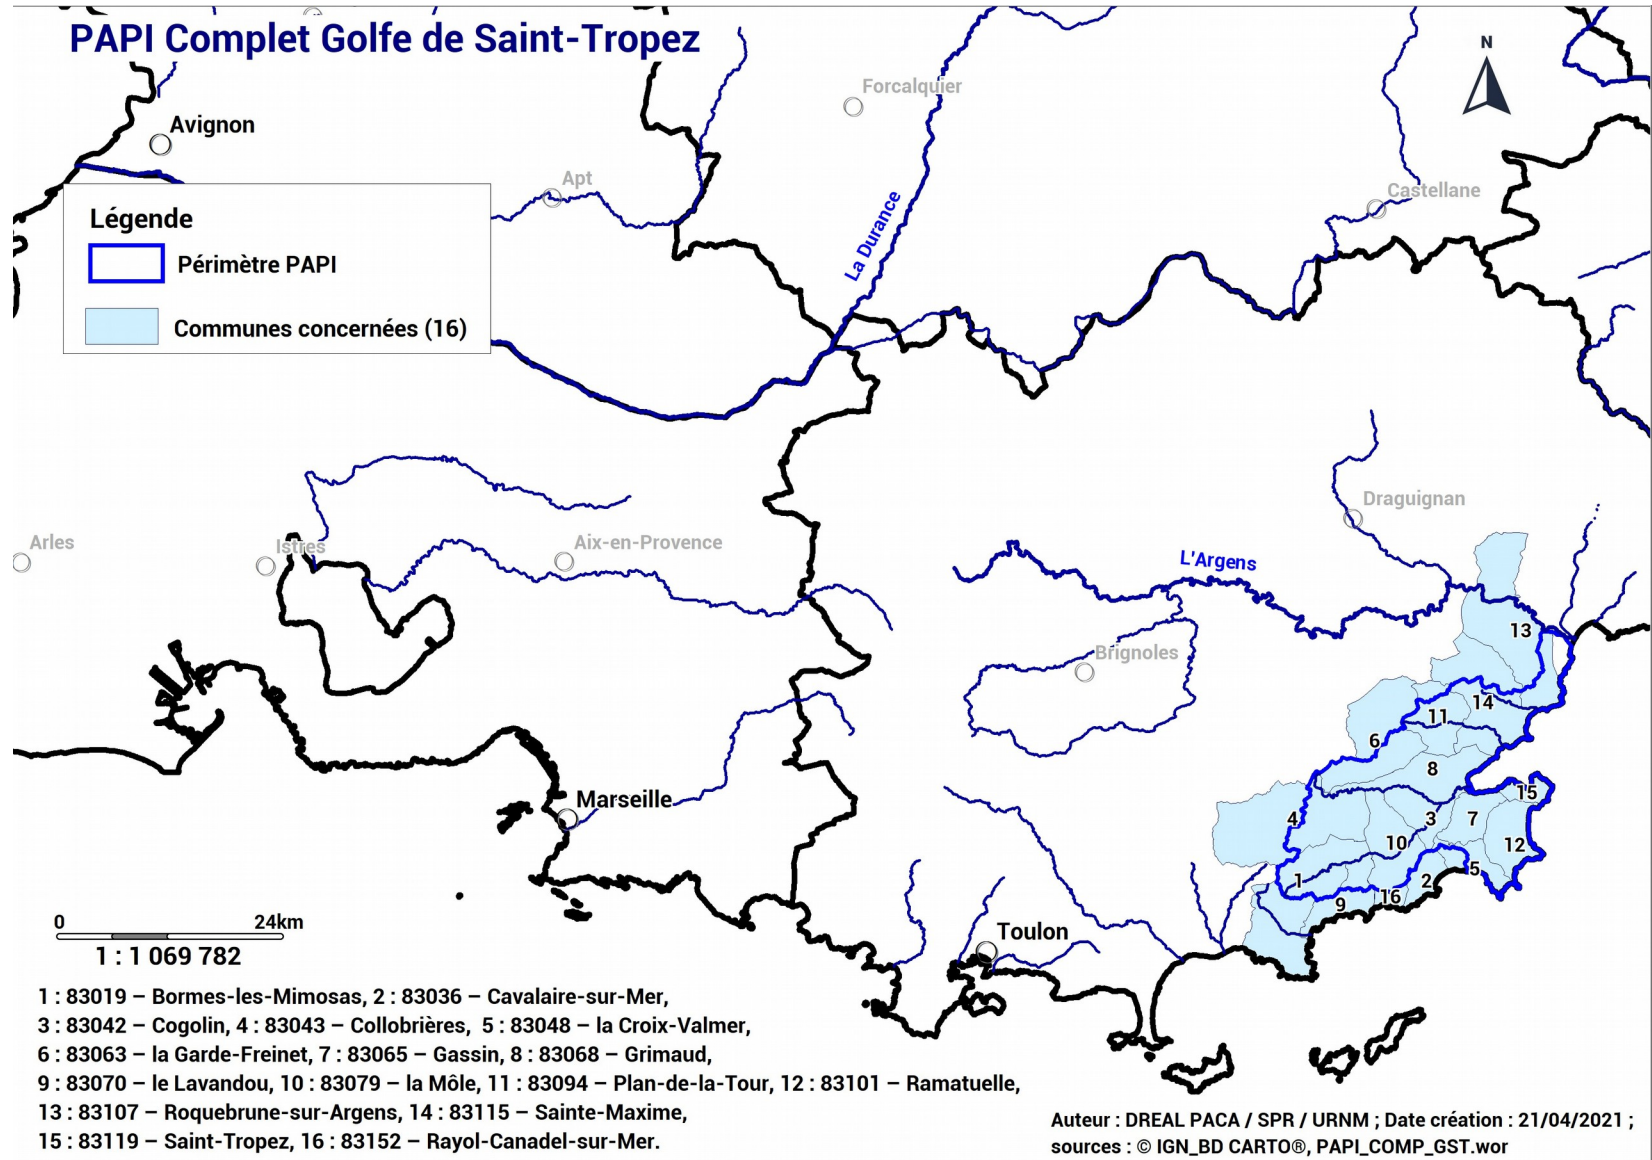 PAPI Complet Golfe de Saint-Tropez
N
Forcalquier
Avignon
Apt
Castellane
La Durance
Légende
Périmètre PAPI
Communes concernées (16)
Draguignan
Arles
Istres
Aix-en-Provence
L'Argens
13
Brignoles
14
11
6
8
15
Marseille
4
3
7
10
12
1
2
5
16
9
0 24km
Toulon
1 : 1 069 782
1 : 83019 – Bormes-les-Mimosas, 2 : 83036 – Cavalaire-sur-Mer,
3 : 83042 – Cogolin, 4 : 83043 – Collobrières, 5 : 83048 – la Croix-Valmer,
6 : 83063 – la Garde-Freinet, 7 : 83065 – Gassin, 8 : 83068 – Grimaud,
9 : 83070 – le Lavandou, 10 : 83079 – la Môle, 11 : 83094 – Plan-de-la-Tour, 12 : 83101 – Ramatuelle,
13 : 83107 – Roquebrune-sur-Argens, 14 : 83115 – Sainte-Maxime,
15 : 83119 – Saint-Tropez, 16 : 83152 – Rayol-Canadel-sur-Mer.
Auteur : DREAL PACA / SPR / URNM ; Date création : 21/04/2021 ;
sources : © IGN_BD CARTO®, PAPI_COMP_GST.wor